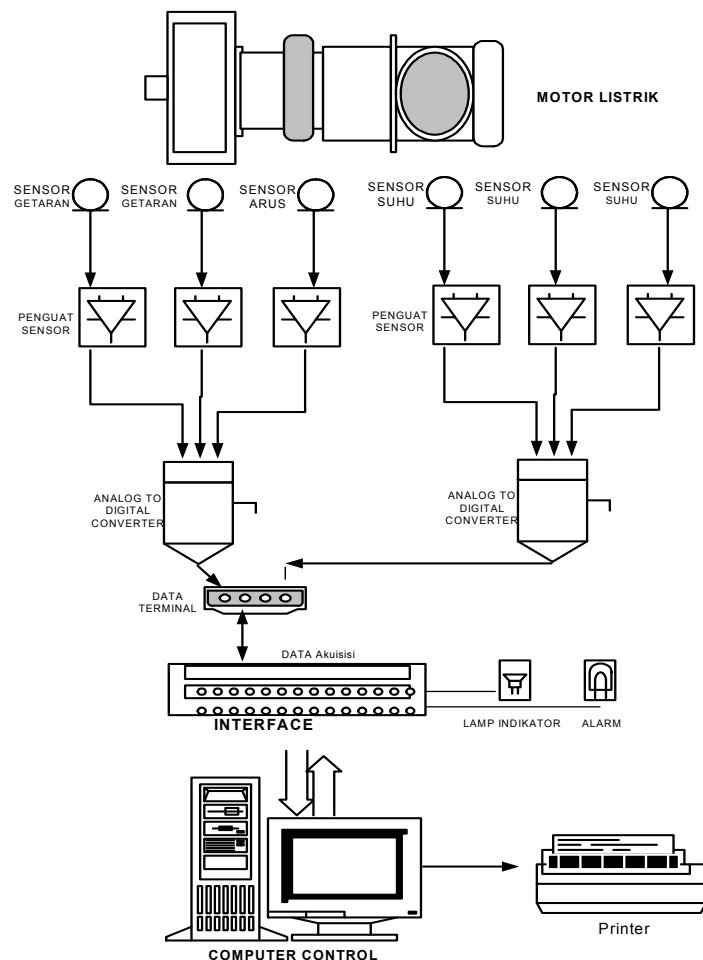 MOTOR LISTRIK
SENSOR
GETARAN
SENSOR
GETARAN
SENSOR
ARUS
SENSOR
SUHU
SENSOR
SUHU
SENSOR
SUHU
PENGUAT
SENSOR
PENGUAT
SENSOR
ANALOG TO
DIGITAL
CONVERTER
ANALOG TO
DIGITAL
CONVERTER
DATA
TERMINAL
DATA Akuisisi
INTERFACE
LAMP INDIKATOR
ALARM
COMPUTER CONTROL
Printer